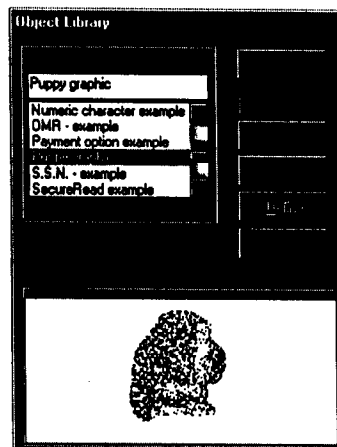 Object Library
Puppy graphic
Numeric character example
OMR - example
Payment option example
S.S.N. - example
SecureRead example